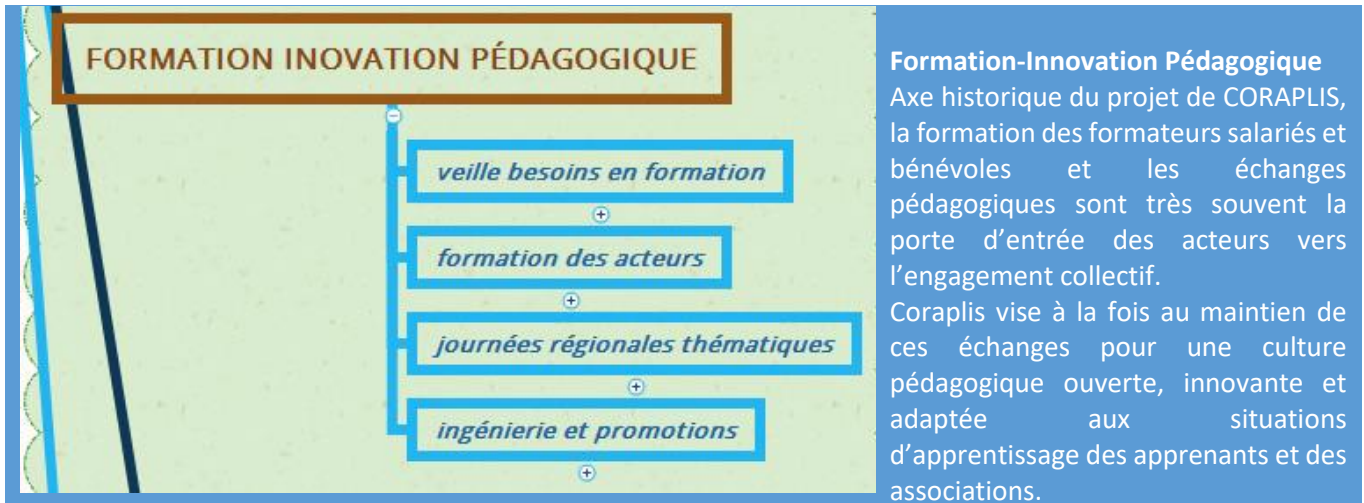 FORMATION INOVATION PÉDAGOGIQUE
veille besoins en formation
formation des acteurs
journées régionales thématiques
ingénierie et promotions
Formation-Innovation Pédagogique
Axe historique du projet de CORAPLIS,
la formation des formateurs salariés et
bénévoles et les échanges
pédagogiques sont très souvent la
porte d’entrée des acteurs vers
l’engagement collectif.
Coraplis vise à la fois au maintien de
ces échanges pour une culture
pédagogique ouverte, innovante et
adaptée aux situations
d’apprentissage des apprenants et des
associations.